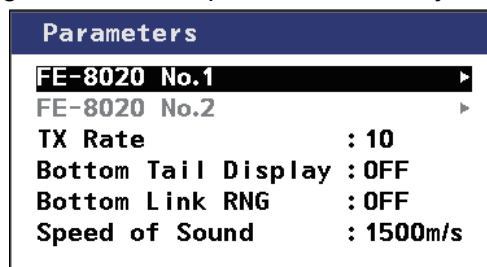 Parameters
FE-8020 No.1 ▶
FE-8020 No.2 ▶
TX Rate : 10
Bottom Tail Display : OFF
Bottom Link RNG : OFF
Speed of Sound : 1500m/s